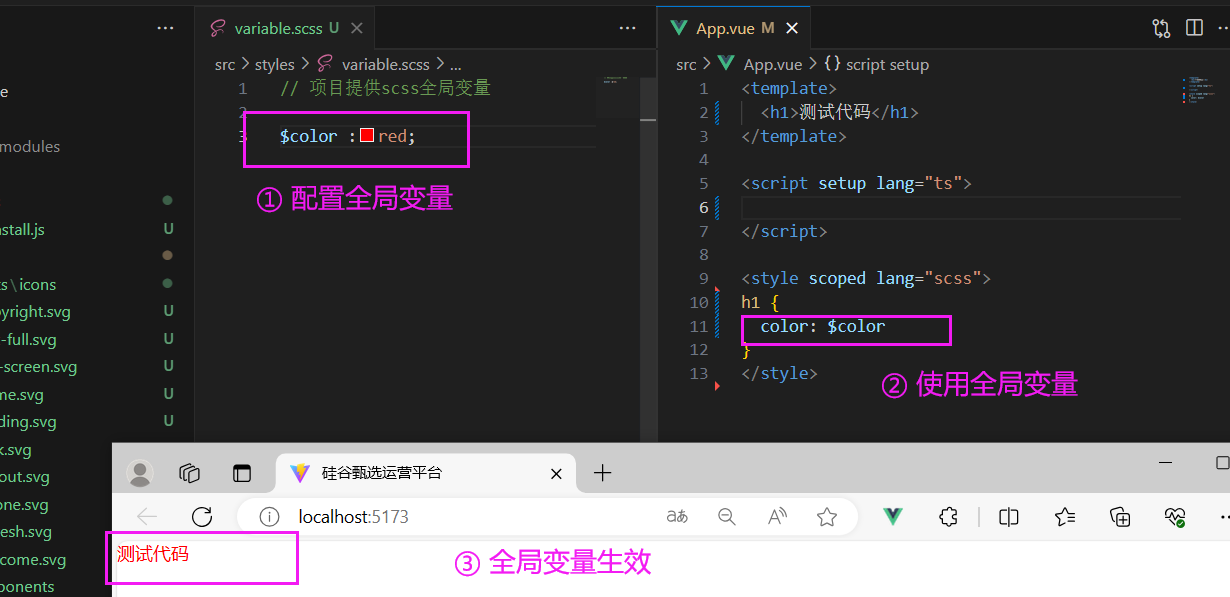 variable.scss U
src > styles > variable.scss > ...
1 // 项目提供scss全局变量
2
3 $color : red;
① 配置全局变量
App.vue M
src > App.vue > {} script setup
1 <template>
2 <h1>测试代码</h1>
3 </template>
4
5 <script setup lang="ts">
6
7 </script>
8
9 <style scoped lang="scss">
10 h1 {
11 color: $color
12 }
13 </style>
② 使用全局变量
e
modules
stall.js U
ts\icons
yright.svg U
-full.svg U
-screen.svg U
me.svg U
ding.svg U
k.svg
out.svg
one.svg
esh.svg
come.svg
ponents
硅谷甄选运营平台
localhost:5173
测试代码
③ 全局变量生效